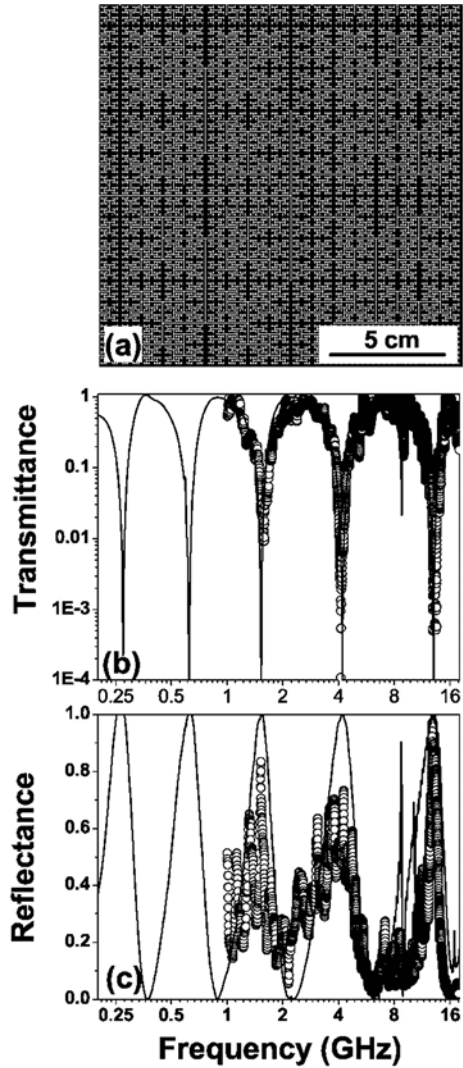 (a)
5 cm
Transmittance
1
0.1
0.01
1E-3
1E-4
(b)
0.25 0.5 1 2 4 8 16
Reflectance
1.0
0.8
0.6
0.4
0.2
0.0
(c)
0.25 0.5 1 2 4 8 16
Frequency (GHz)